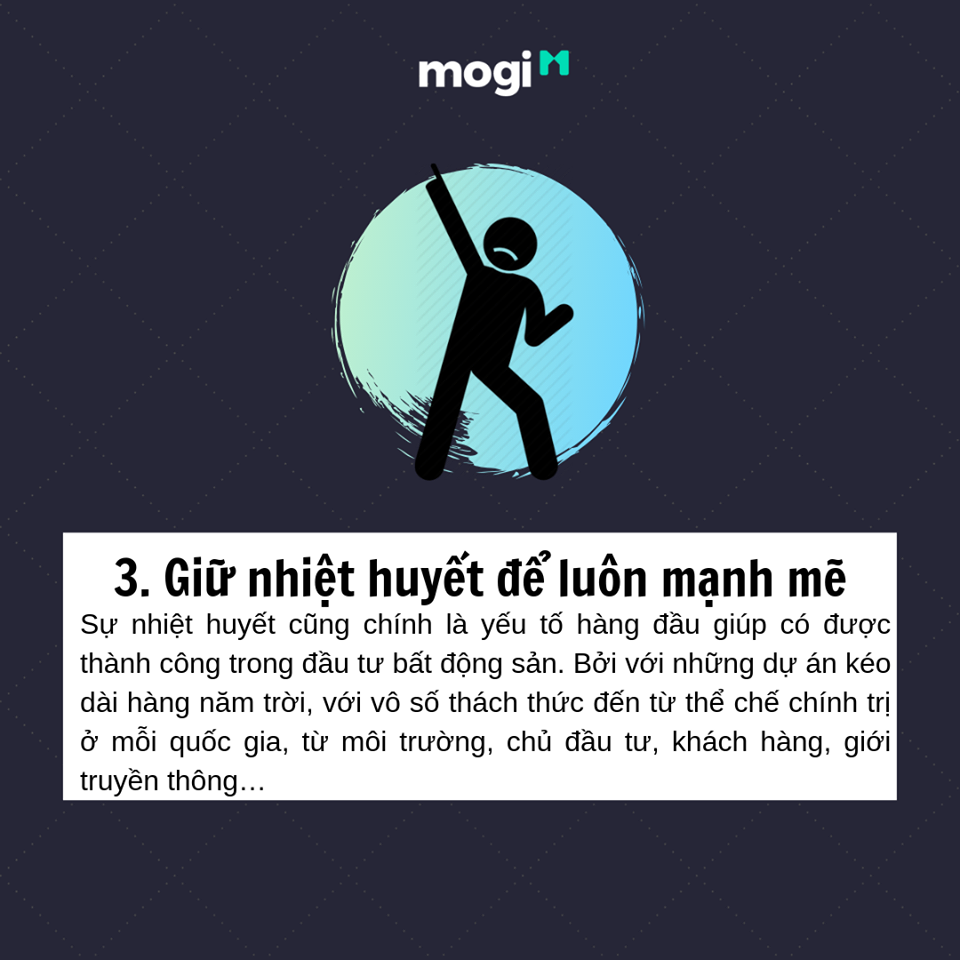 mogi
3. Giữ nhiệt huyết để luôn mạnh mẽ
Sự nhiệt huyết cũng chính là yếu tố hàng đầu giúp có được
thành công trong đầu tư bất động sản. Bởi với những dự án kéo
dài hàng năm trời, với vô số thách thức đến từ thể chế chính trị
ở mỗi quốc gia, từ môi trường, chủ đầu tư, khách hàng, giới
truyền thông…